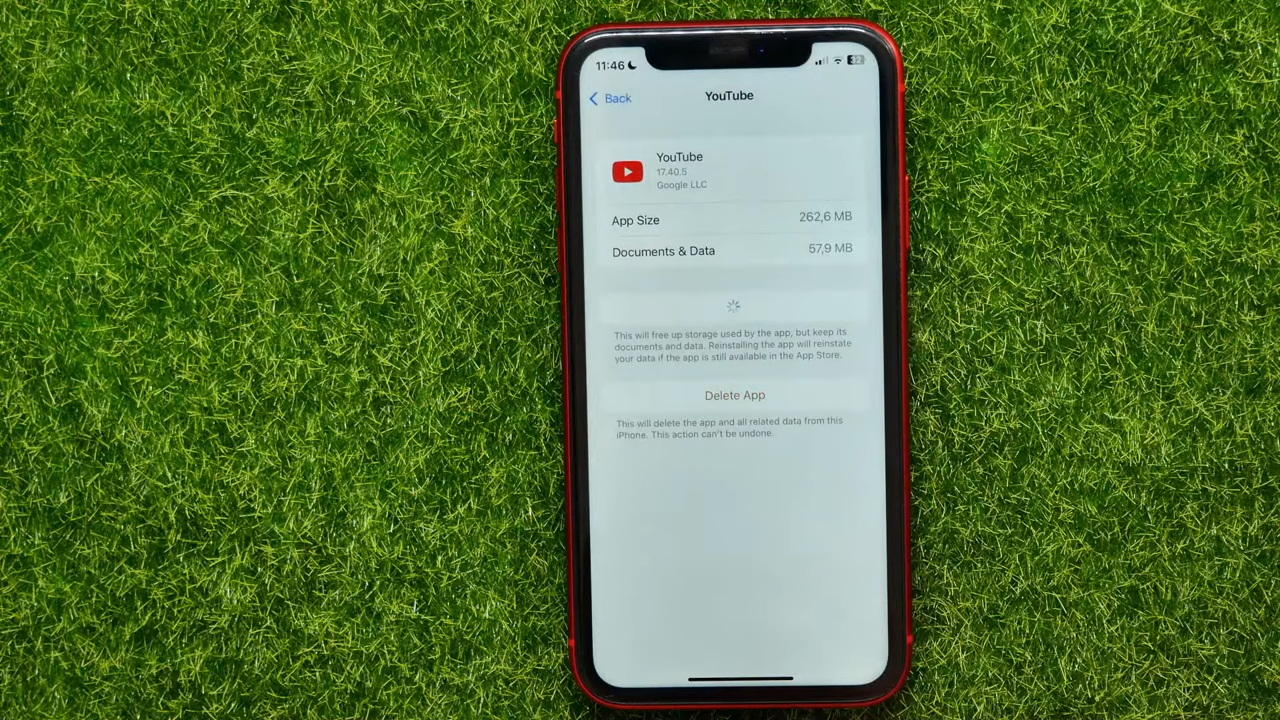 11:46
32
Back
YouTube
YouTube
17.40.5
Google LLC
App Size
262,6 MB
Documents & Data
57,9 MB
This will free up storage used by the app, but keep its
documents and data. Reinstalling the app will reinstate
your data if the app is still available in the App Store.
Delete App
This will delete the app and all related data from this
iPhone. This action can't be undone.